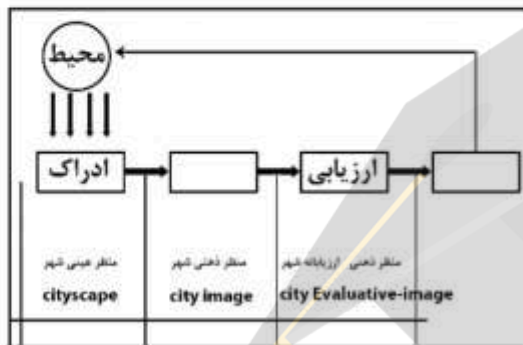 محیط
ادراک
ارزیابی
منظر عینی شهر
منظر ذهنی شهر
منظر ذهنی ارزیابانه شهر
cityscape
city image
city Evaluative-image